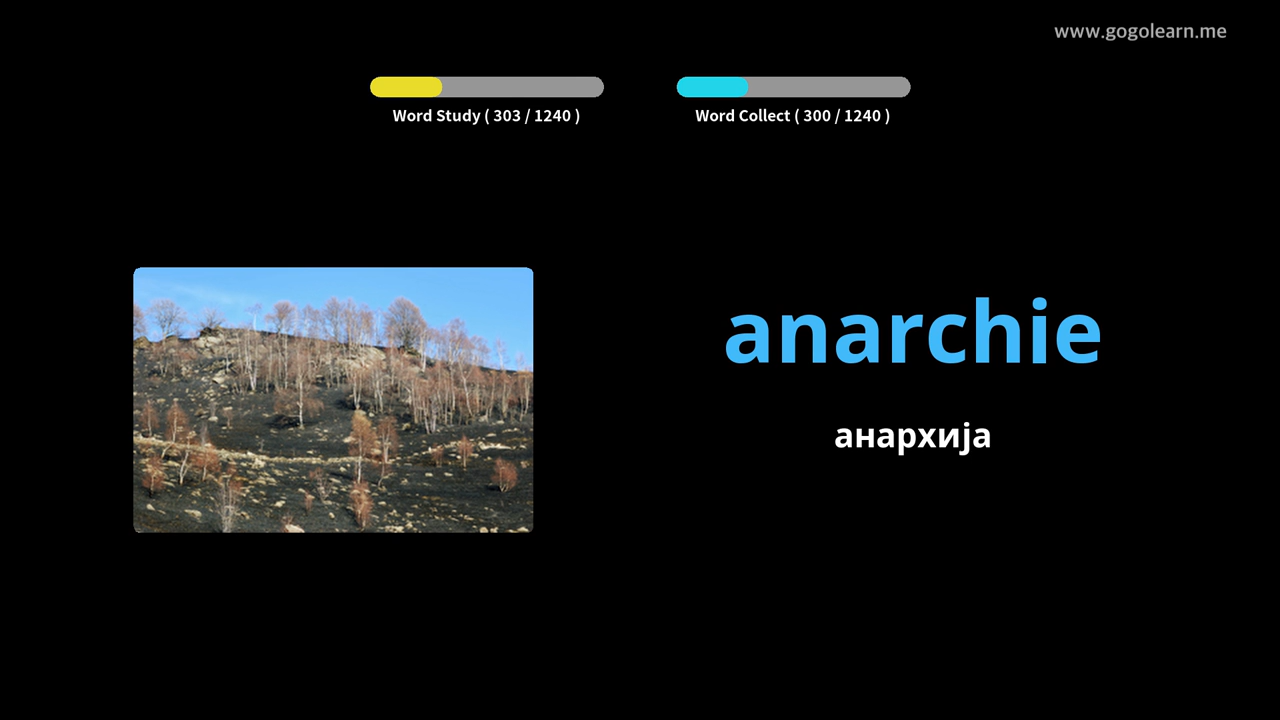 www.gogolearn.me
Word Study ( 303 / 1240 )
Word Collect ( 300 / 1240 )
anarchie
анархија